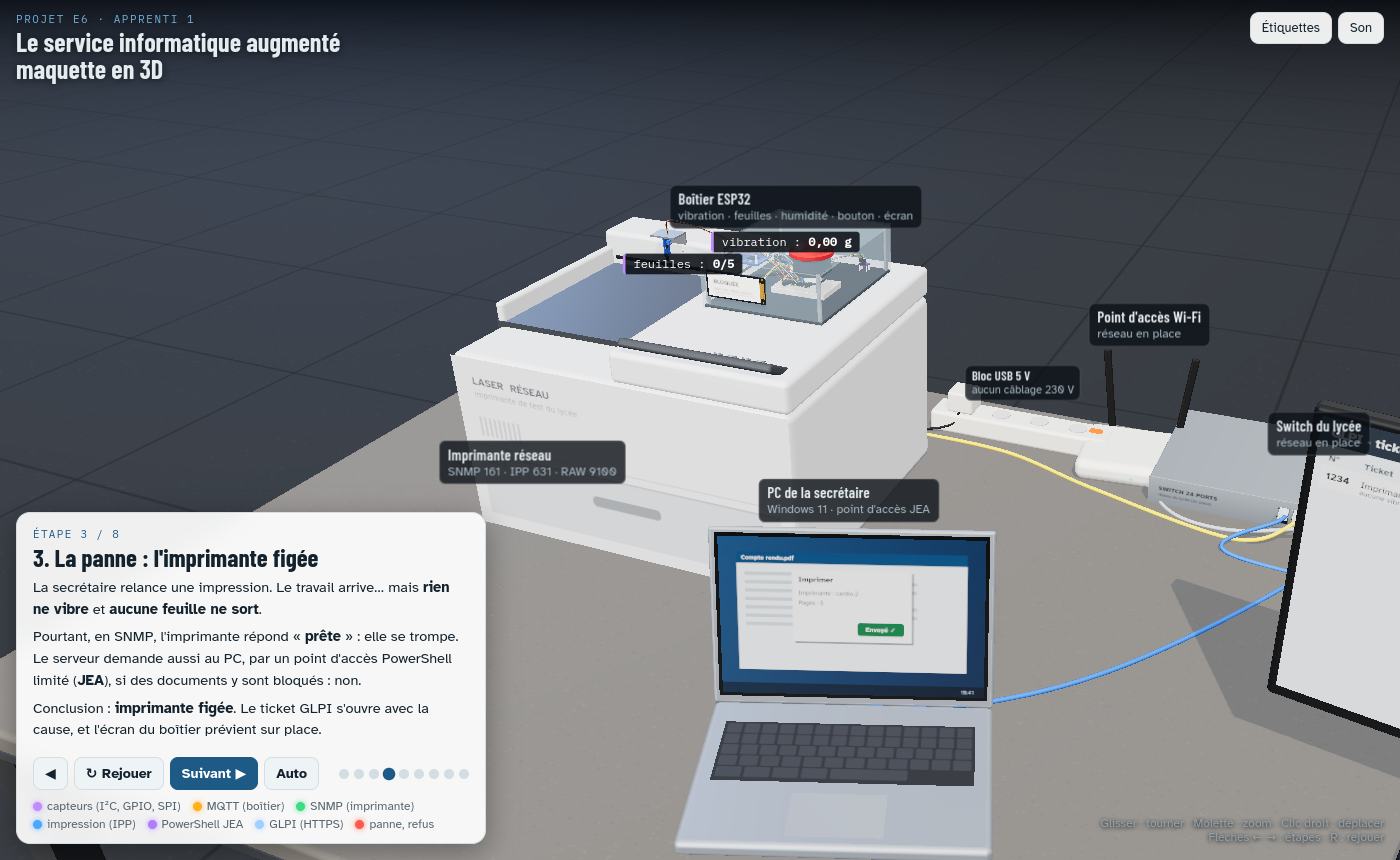 PROJET E6 · APPRENTI 1
Le service informatique augmenté
maquette en 3D
Étiquettes
Son
Boîtier ESP32
vibration · feuilles · humidité · bouton · écran
vibration : 0,00 g
feuilles : 0/5
BLOQUÉE
Point d'accès Wi-Fi
réseau en place
Bloc USB 5 V
aucun câblage 230 V
Switch du lycée
réseau en place
N°
Ticket
1234
SWITCH 24 PORTS
LASER RÉSEAU
imprimante de test du lycée
Imprimante réseau
SNMP 161 · IPP 631 · RAW 9100
PC de la secrétaire
Windows 11 · point d'accès JEA
Compte rendu.pdf
Imprimer
Pages : 5
Envoyé ✓
ÉTAPE 3 / 8
3. La panne : l'imprimante figée
La secrétaire relance une impression. Le travail arrive… mais rien
ne vibre et aucune feuille ne sort.
Pourtant, en SNMP, l'imprimante répond « prête » : elle se trompe.
Le serveur demande aussi au PC, par un point d'accès PowerShell
limité (JEA), si des documents y sont bloqués : non.
Conclusion : imprimante figée. Le ticket GLPI s'ouvre avec la
cause, et l'écran du boîtier prévient sur place.
◀
↻ Rejouer
Suivant ▶
Auto
capteurs (I²C, GPIO, SPI)
MQTT (boîtier)
SNMP (imprimante)
impression (IPP)
PowerShell JEA
GLPI (HTTPS)
panne, refus
Glisser : tourner · Molette : zoom · Clic droit : déplacer
Flèches ← → : étapes · R : rejouer